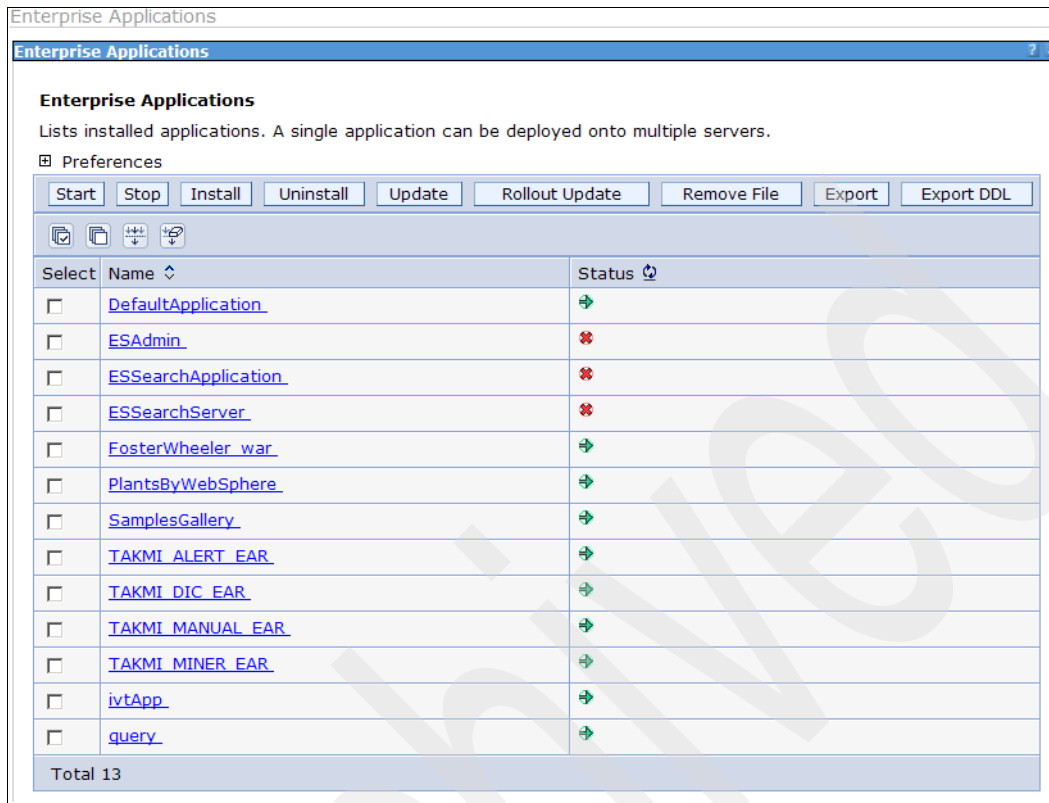 Enterprise Applications
Enterprise Applications ?
Enterprise Applications
Lists installed applications. A single application can be deployed onto multiple servers.
Preferences
Start Stop Install Uninstall Update Rollout Update Remove File Export Export DDL
Select Name Status
DefaultApplication
ESAdmin
ESSearchApplication
ESSearchServer
FosterWheeler_war
PlantsByWebSphere
SamplesGallery
TAKMI_ALERT_EAR
TAKMI_DIC_EAR
TAKMI_MANUAL_EAR
TAKMI_MINER_EAR
ivtApp
query
Total 13